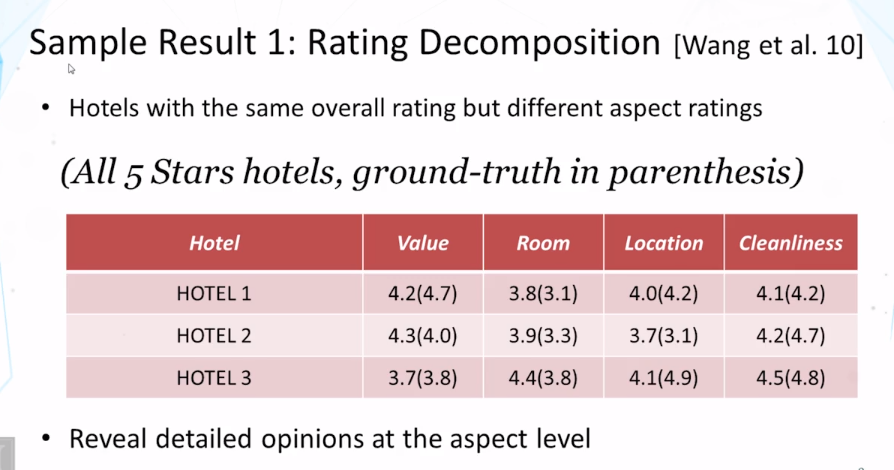 Sample Result 1: Rating Decomposition [Wang et al. 10]
• Hotels with the same overall rating but different aspect ratings
(All 5 Stars hotels, ground-truth in parenthesis)
Hotel Value Room Location Cleanliness
HOTEL 1 4.2(4.7) 3.8(3.1) 4.0(4.2) 4.1(4.2)
HOTEL 2 4.3(4.0) 3.9(3.3) 3.7(3.1) 4.2(4.7)
HOTEL 3 3.7(3.8) 4.4(3.8) 4.1(4.9) 4.5(4.8)
• Reveal detailed opinions at the aspect level